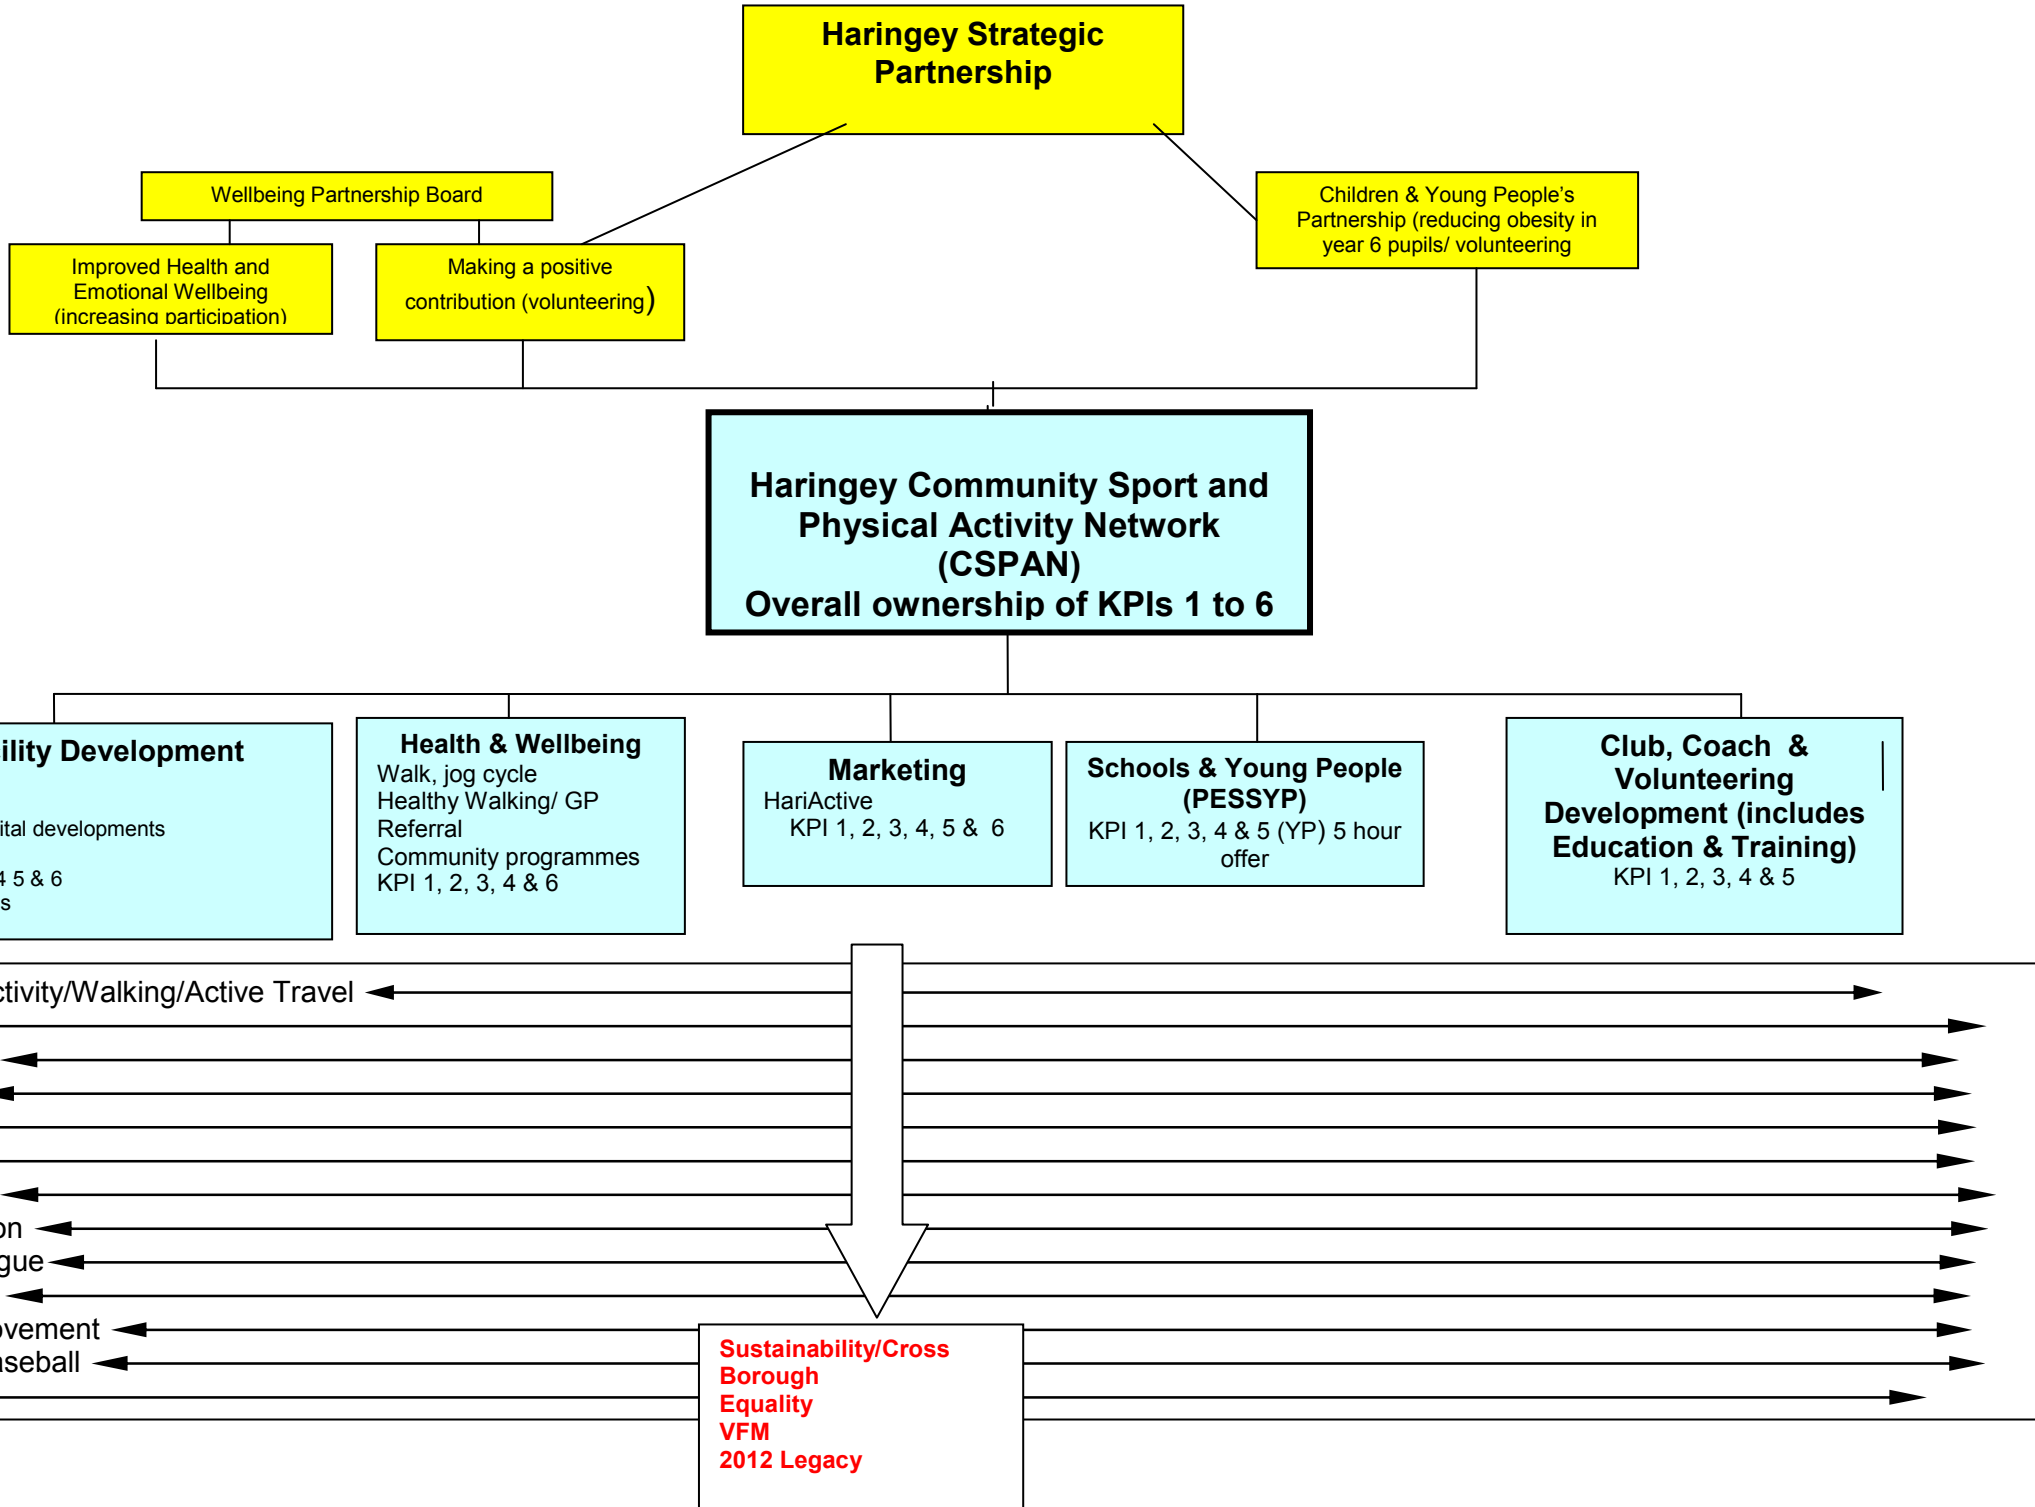 Haringey Strategic
Partnership
Wellbeing Partnership Board
Children & Young People’s
Partnership (reducing obesity in
year 6 pupils/ volunteering
Improved Health and
Emotional Wellbeing
(increasing participation)
Making a positive
contribution (volunteering)
Haringey Community Sport and
Physical Activity Network
(CSPAN)
Overall ownership of KPIs 1 to 6
ility Development
ital developments
4 5 & 6
s
Health & Wellbeing
Walk, jog cycle
Healthy Walking/ GP
Referral
Community programmes
KPI 1, 2, 3, 4 & 6
Marketing
HariActive
KPI 1, 2, 3, 4, 5 & 6
Schools & Young People
(PESSYP)
KPI 1, 2, 3, 4 & 5 (YP) 5 hour
offer
Club, Coach &
Volunteering
Development (includes
Education & Training)
KPI 1, 2, 3, 4 & 5
ctivity/Walking/Active Travel
on
gue
ovement
aseball
Sustainability/Cross
Borough
Equality
VFM
2012 Legacy